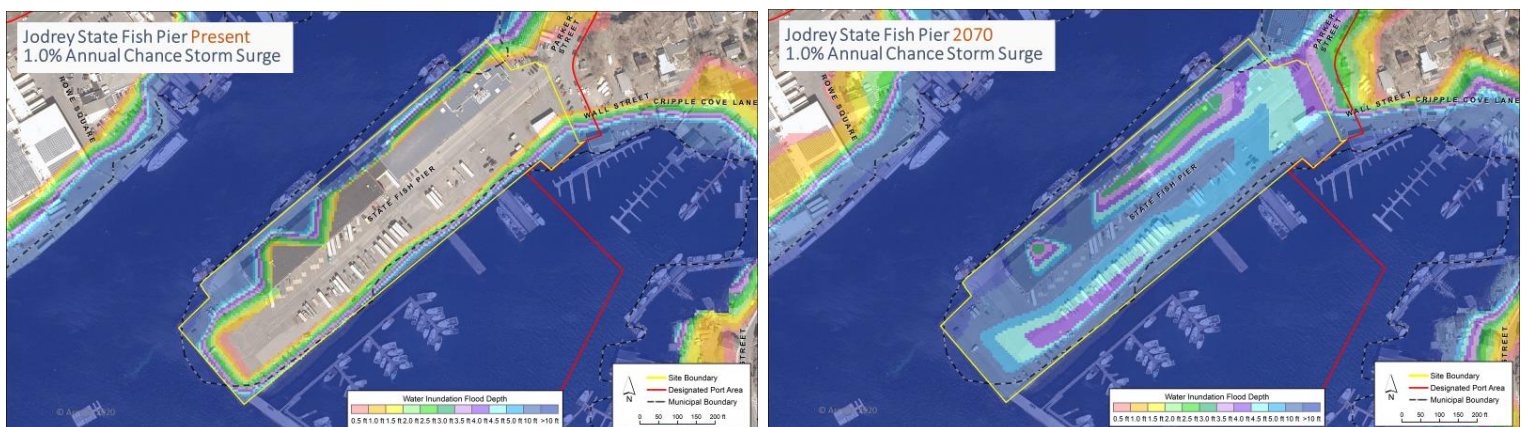 Jodrey State Fish Pier Present
1.0% Annual Chance Storm Surge
PARKER
STREET
ROWE SQUARE
WALL STREET
CRIPPLE COVE LANE
STATE FISH PIER
STREET
Water Inundation Flood Depth
0.5 ft 1.0 ft 1.5 ft 2.0 ft 2.5 ft 3.0 ft 3.5 ft 4.0 ft 4.5 ft 5.0 ft 10 ft >10 ft
N
Site Boundary
Designated Port Area
Municipal Boundary
0 50 100 150 200 ft
2020
Jodrey State Fish Pier 2070
1.0% Annual Chance Storm Surge
PARKER
STREET
ROWE SQUARE
WALL STREET
CRIPPLE COVE LANE
STATE FISH PIER
STREET
Water Inundation Flood Depth
0.5 ft 1.0 ft 1.5 ft 2.0 ft 2.5 ft 3.0 ft 3.5 ft 4.0 ft 4.5 ft 5.0 ft 10 ft >10 ft
N
Site Boundary
Designated Port Area
Municipal Boundary
0 50 100 150 200 ft
2020